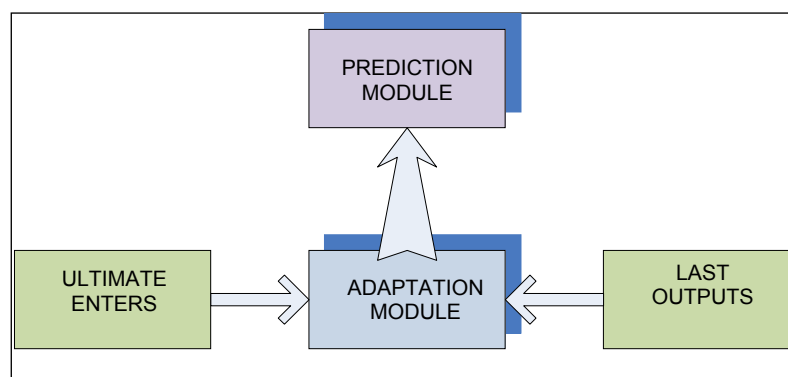 PREDICTION
MODULE
ULTIMATE
ENTERS
ADAPTATION
MODULE
LAST
OUTPUTS